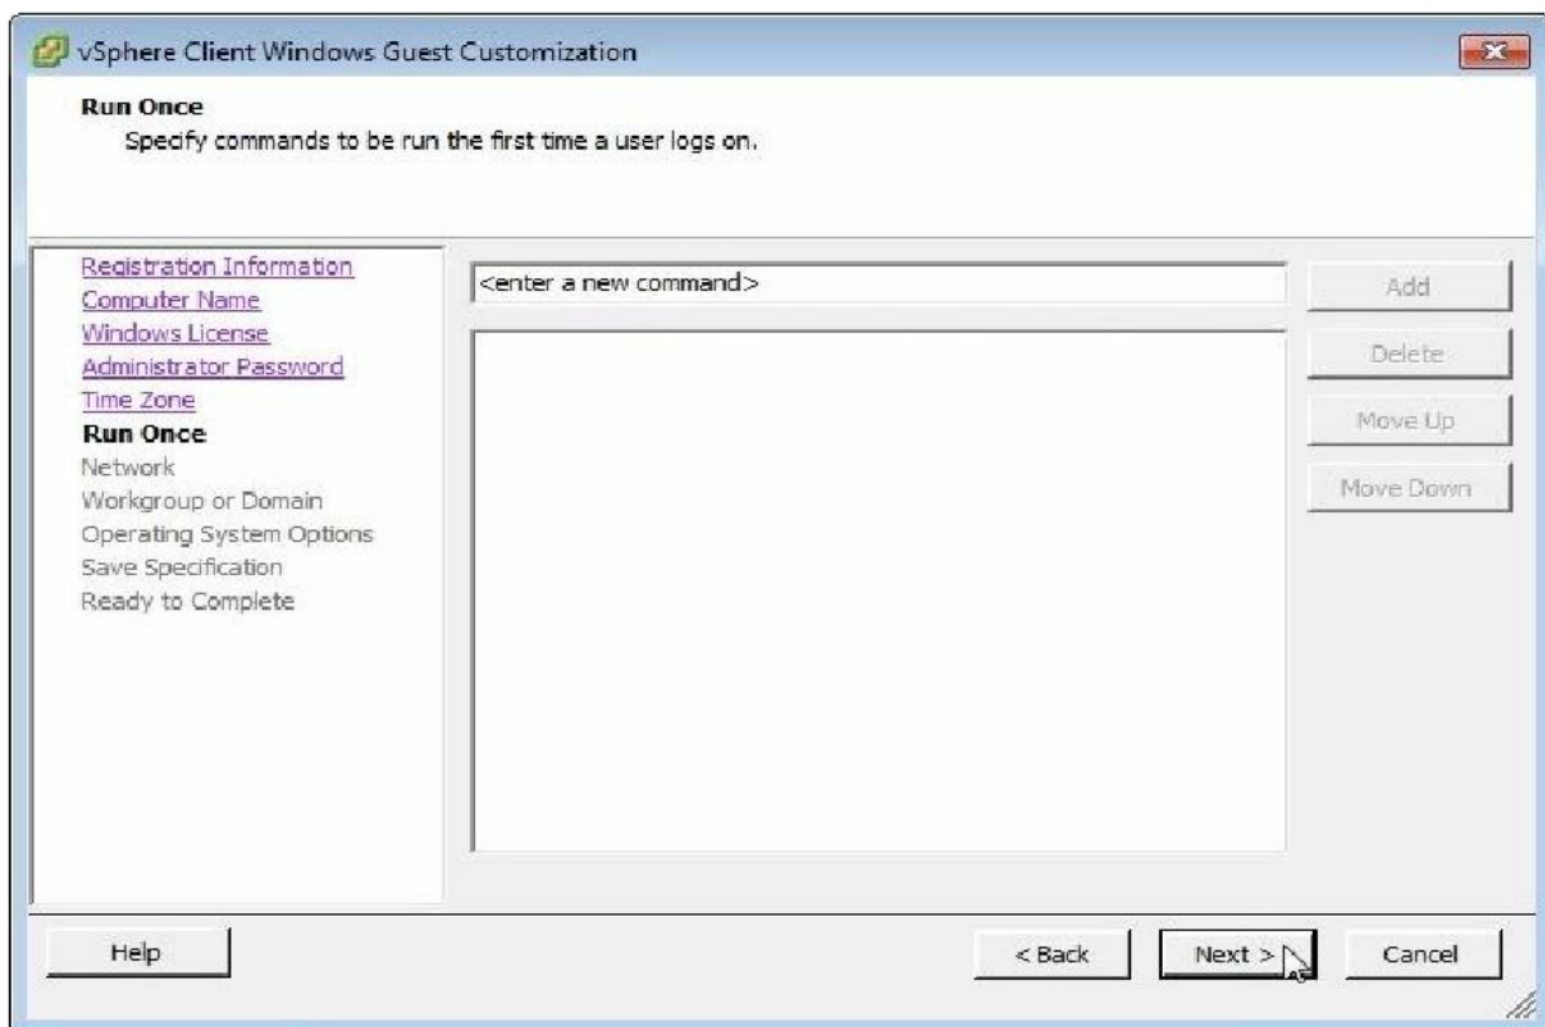 vSphere Client Windows Guest Customization
Run Once
Specify commands to be run the first time a user logs on.
Registration Information
Computer Name
Windows License
Administrator Password
Time Zone
Run Once
Network
Workgroup or Domain
Operating System Options
Save Specification
Ready to Complete
<enter a new command>
Add
Delete
Move Up
Move Down
Help
< Back
Next >
Cancel